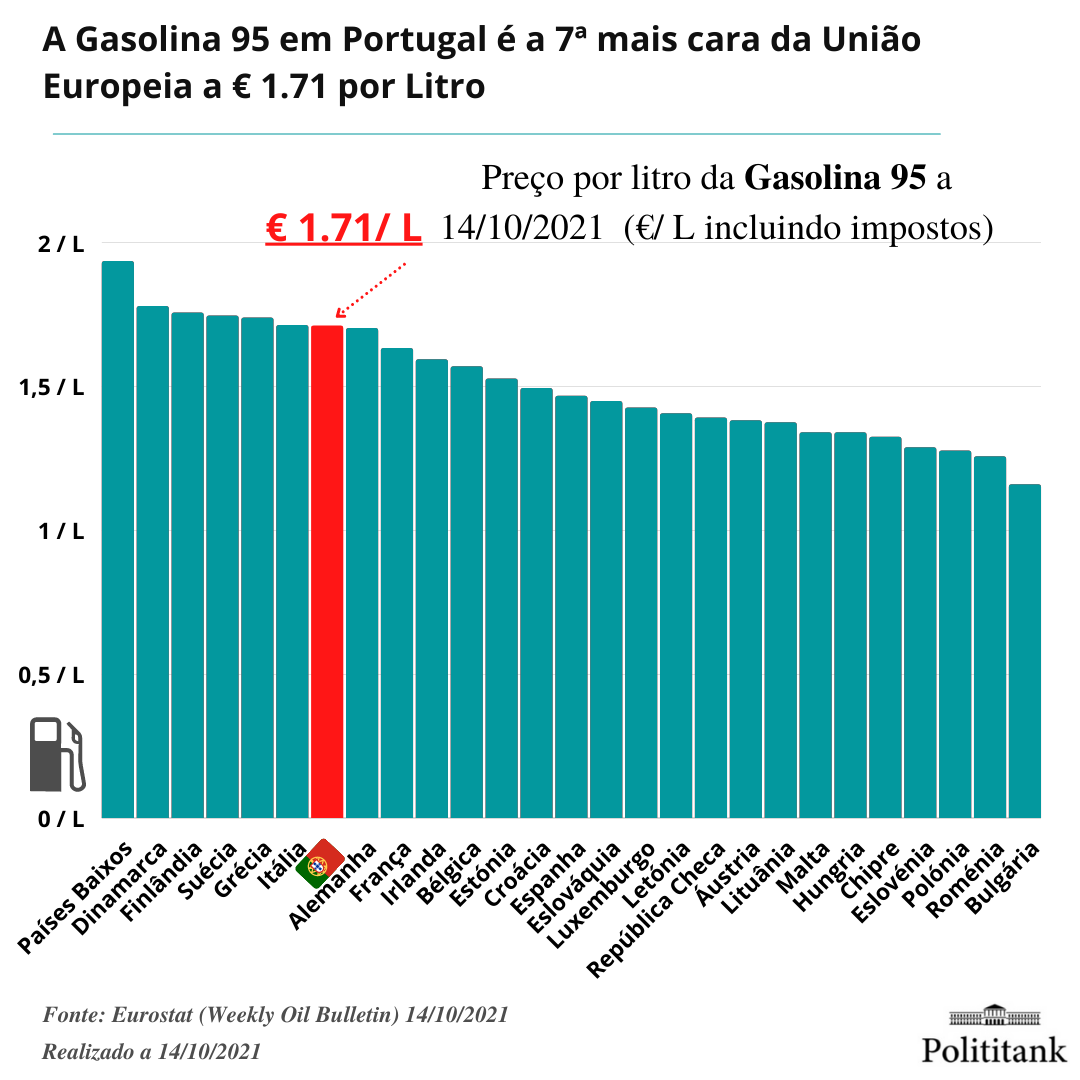 A Gasolina 95 em Portugal é a 7ª mais cara da União
Europeia a € 1.71 por Litro
Preço por litro da Gasolina 95 a
14/10/2021 (€/ L incluindo impostos)
€ 1.71/ L
2 / L
1,5 / L
1 / L
0,5 / L
0 / L
Países Baixos
Dinamarca
Finlândia
Suécia
Grécia
Itália
Alemanha
França
Irlanda
Bélgica
Estónia
Croácia
Espanha
Eslováquia
Luxemburgo
Letónia
República Checa
Áustria
Lituânia
Malta
Hungria
Chipre
Eslovénia
Polónia
Roménia
Bulgária
Fonte: Eurostat (Weekly Oil Bulletin) 14/10/2021
Realizado a 14/10/2021
Polititank